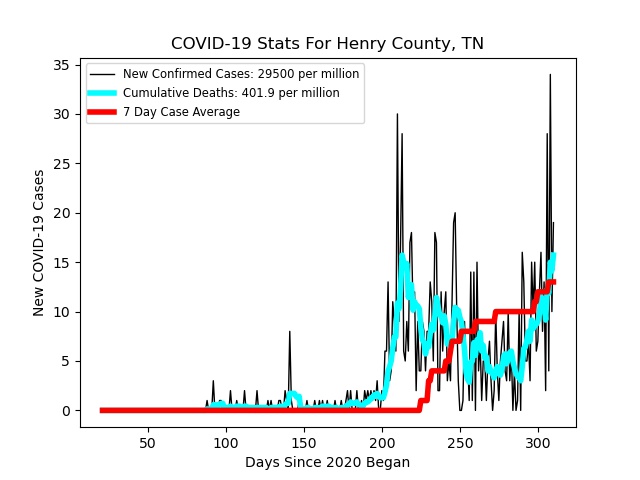 COVID-19 Stats For Henry County, TN
New Confirmed Cases: 29500 per million
Cumulative Deaths: 401.9 per million
7 Day Case Average
35
30
25
20
15
10
5
0
New COVID-19 Cases
50 100 150 200 250 300
Days Since 2020 Began